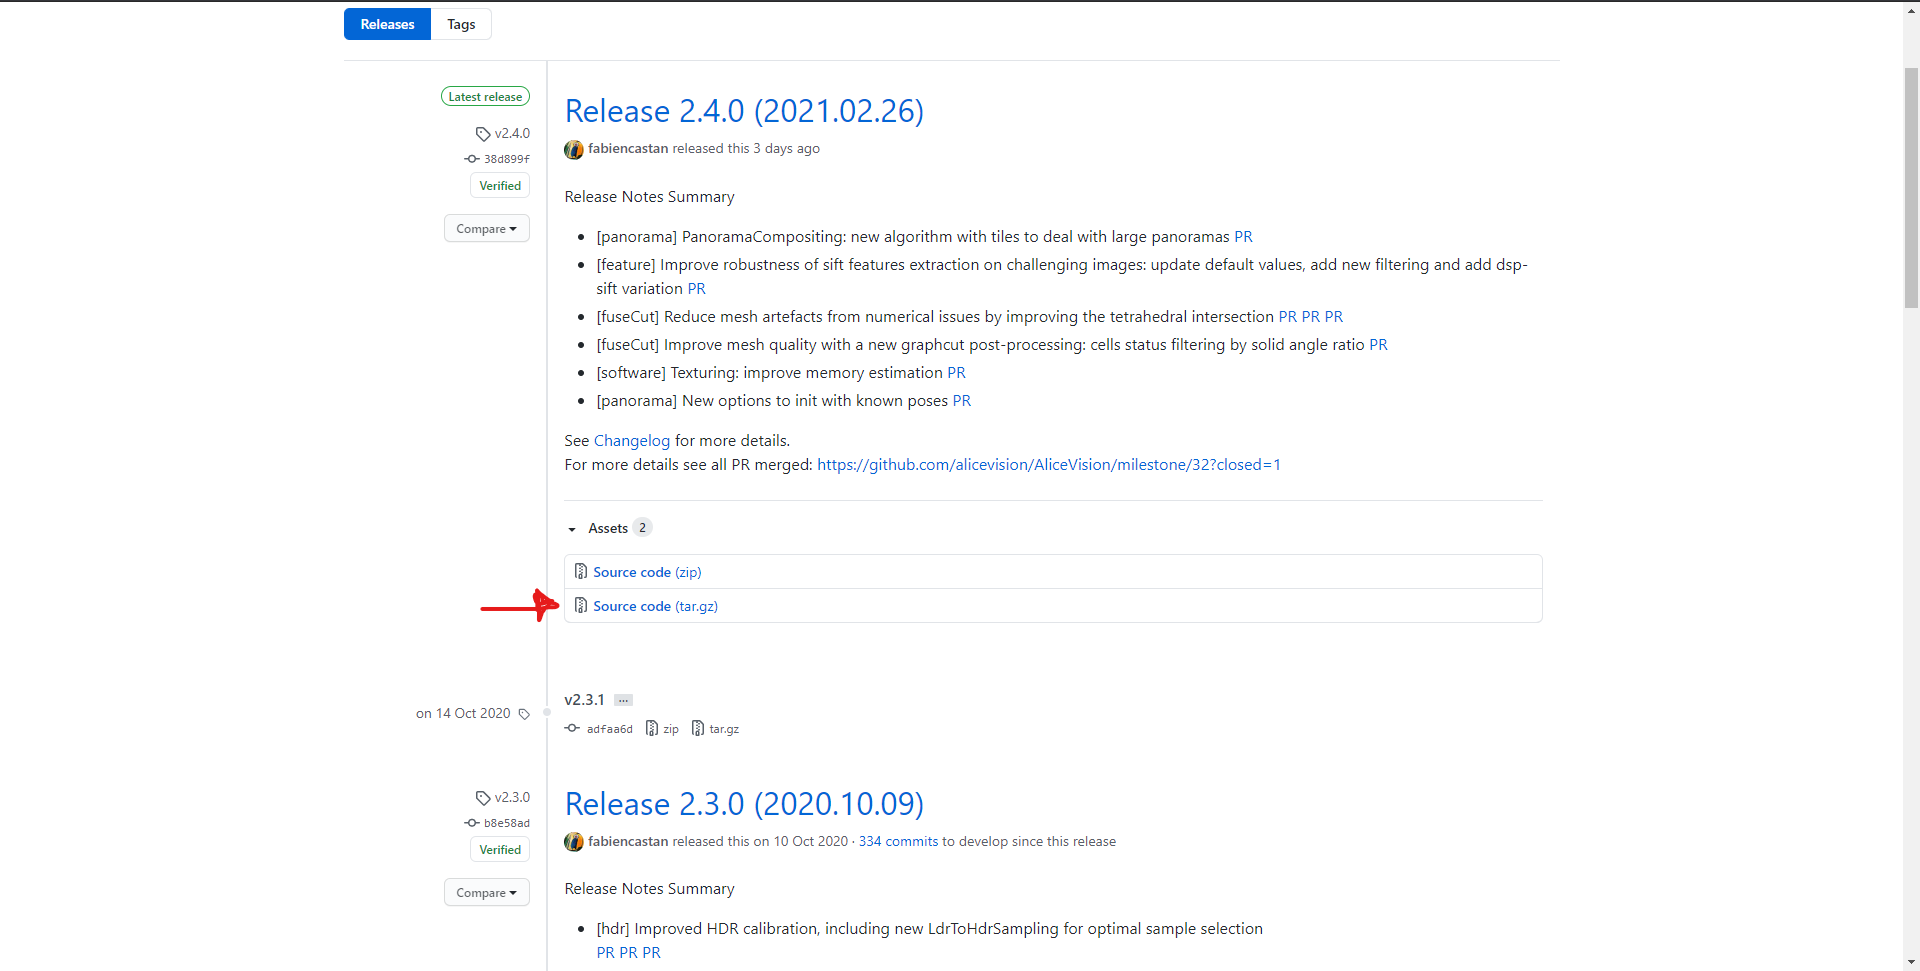 Releases Tags
Latest release
v2.4.0
38d899f
Verified
Compare
Release 2.4.0 (2021.02.26)
fabiencastan released this 3 days ago
Release Notes Summary
[panorama] PanoramaCompositing: new algorithm with tiles to deal with large panoramas PR
[feature] Improve robustness of sift features extraction on challenging images: update default values, add new filtering and add dsp-
sift variation PR
[fuseCut] Reduce mesh artefacts from numerical issues by improving the tetrahedral intersection PR PR PR
[fuseCut] Improve mesh quality with a new graphcut post-processing: cells status filtering by solid angle ratio PR
[software] Texturing: improve memory estimation PR
[panorama] New options to init with known poses PR
See Changelog for more details.
For more details see all PR merged: https://github.com/alicevision/AliceVision/milestone/32?closed=1
Assets 2
Source code (zip)
Source code (tar.gz)
on 14 Oct 2020
v2.3.1 ...
adfaa6d zip tar.gz
v2.3.0
b8e58ad
Verified
Compare
Release 2.3.0 (2020.10.09)
fabiencastan released this on 10 Oct 2020 · 334 commits to develop since this release
Release Notes Summary
[hdr] Improved HDR calibration, including new LdrToHdrSampling for optimal sample selection
PR PR PR